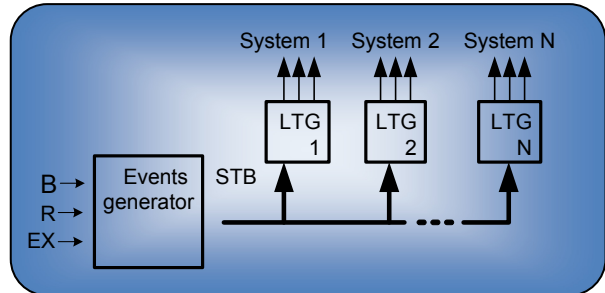 System 1 System 2 System N
LTG
1
LTG
2
LTG
N
Events
generator
STB
B
R
EX